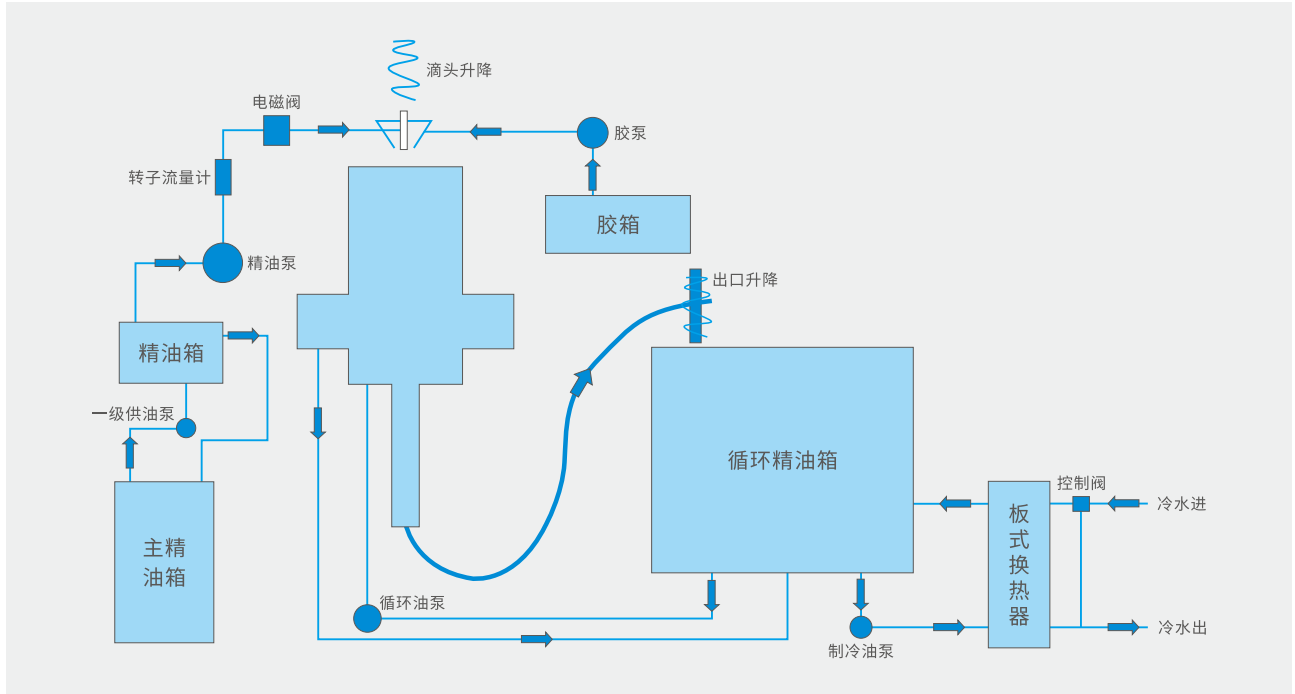 滴头升降
电磁阀
胶泵
转子流量计
胶箱
精油泵
出口升降
精油箱
一级供油泵
循环精油箱
控制阀
冷水进
板
式
换
热
器
主精
油箱
循环油泵
冷水出
制冷油泵